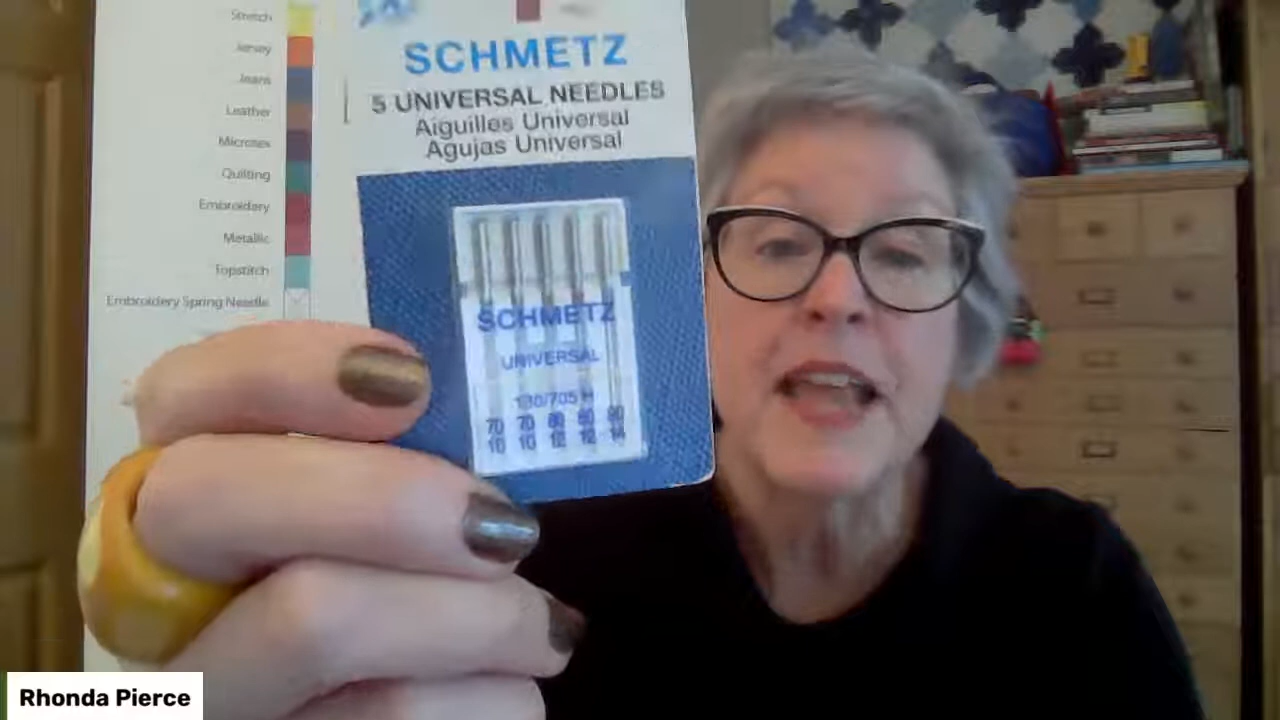 Stretch
Jersey
Jeans
Leather
Microtex
Quilting
Embroidery
Metallic
Topstitch
Embroidery Spring Needle
SCHMETZ
5 UNIVERSAL NEEDLES
Aiguilles Universal
Agujas Universal
SCHMETZ
UNIVERSAL
130/705 H
70 70 80 80 90
10 10 12 12 14
Rhonda Pierce